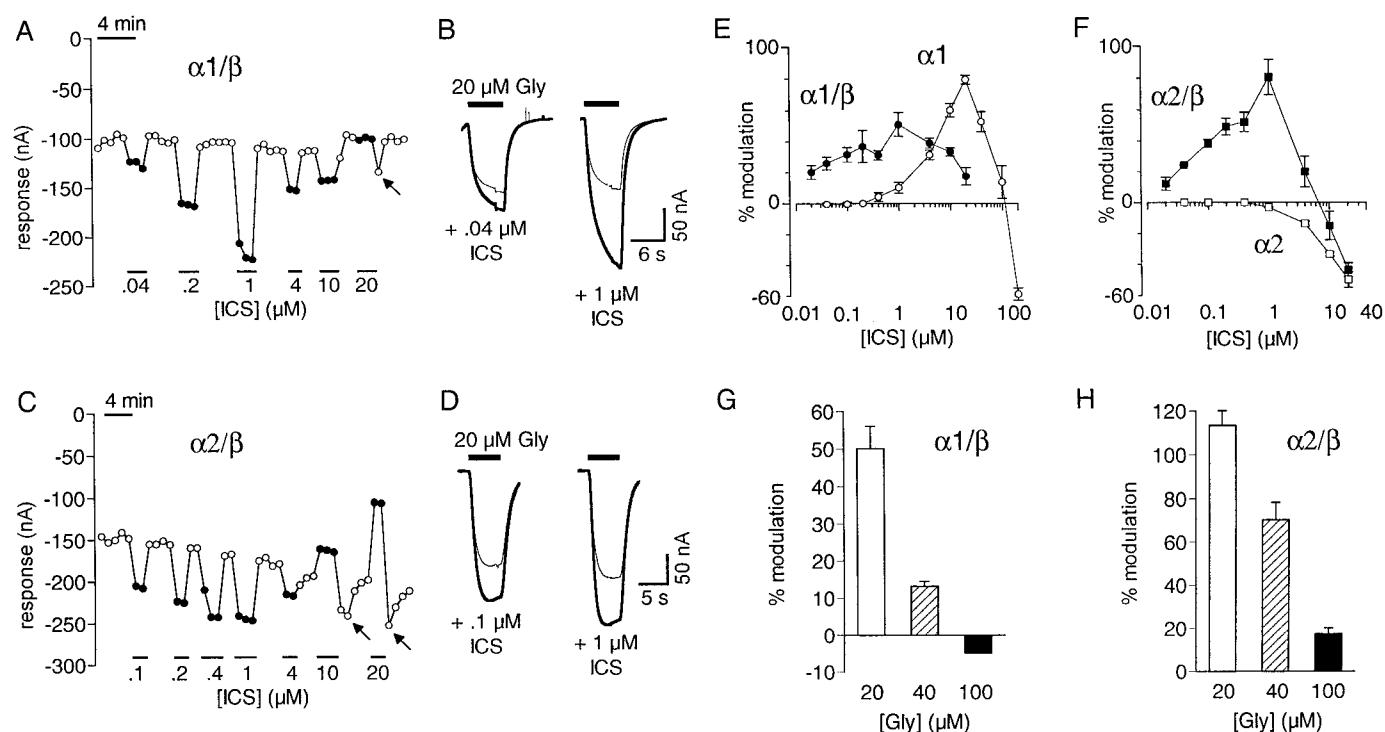 A
4 min
α1/β
0
-50
-100
-150
-200
-250
response (nA)
.04 .2 1 4 10 20
[ICS] (μM)
B
20 μM Gly
+ .04 μM
ICS
+ 1 μM
ICS
6 s
50 nA
C
4 min
α2/β
0
-50
-100
-150
-200
-250
-300
response (nA)
.1 .2 .4 1 4 10 20
[ICS] (μM)
D
20 μM Gly
+ .1 μM
ICS
+ 1 μM
ICS
5 s
50 nA
E
100
0
-60
% modulation
α1/β
α1
0.01 0.1 1 10 100
[ICS] (μM)
F
100
0
-60
% modulation
α2/β
α2
0.01 0.1 1 10 40
[ICS] (μM)
G
α1/β
60
50
40
30
20
10
0
-10
% modulation
20 40 100
[Gly] (μM)
H
α2/β
120
100
80
60
40
20
0
% modulation
20 40 100
[Gly] (μM)